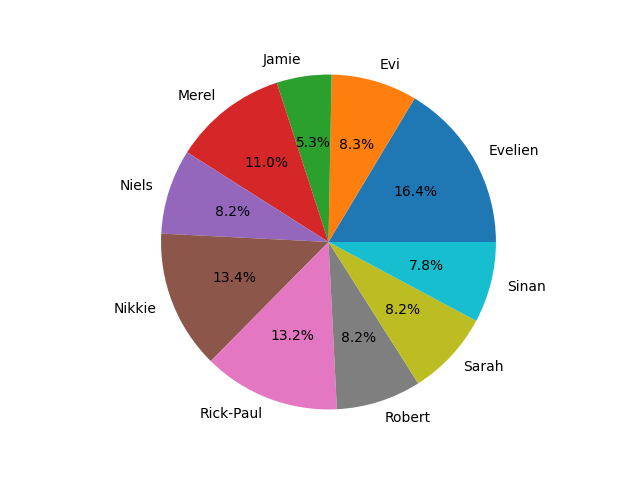 Jamie
Evi
Merel
Evelien
5.3%
8.3%
11.0%
Niels
16.4%
8.2%
7.8%
13.4%
Sinan
Nikkie
8.2%
13.2%
8.2%
Sarah
Rick-Paul
Robert